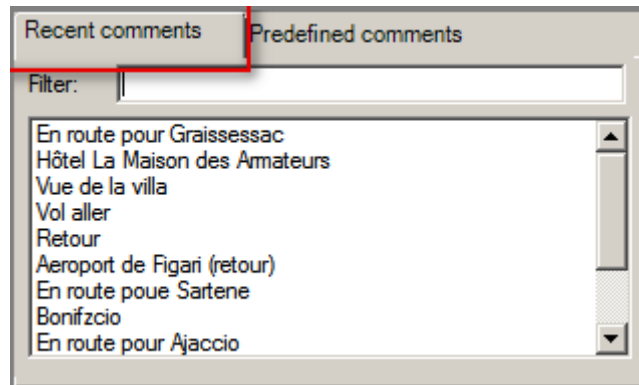 Recent comments
Predefined comments
Filter:
En route pour Graissessac
Hôtel La Maison des Armateurs
Vue de la villa
Vol aller
Retour
Aeroport de Figari (retour)
En route poue Sartene
Bonifzcio
En route pour Ajaccio